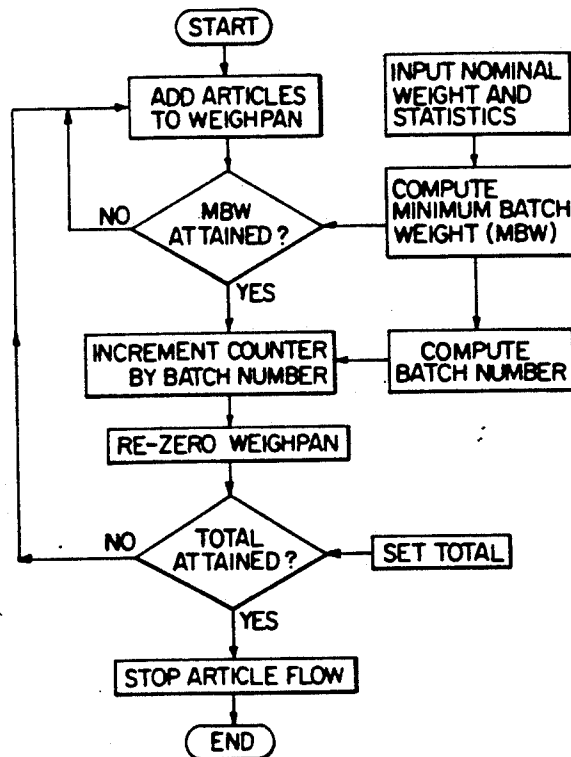 START
ADD ARTICLES
TO WEIGHPAN
INPUT NOMINAL
WEIGHT AND
STATISTICS
NO
MBW
ATTAINED?
COMPUTE
MINIMUM BATCH
WEIGHT (MBW)
YES
INCREMENT COUNTER
BY BATCH NUMBER
COMPUTE
BATCH NUMBER
RE-ZERO WEIGHPAN
NO
TOTAL
ATTAINED?
SET TOTAL
YES
STOP ARTICLE FLOW
END